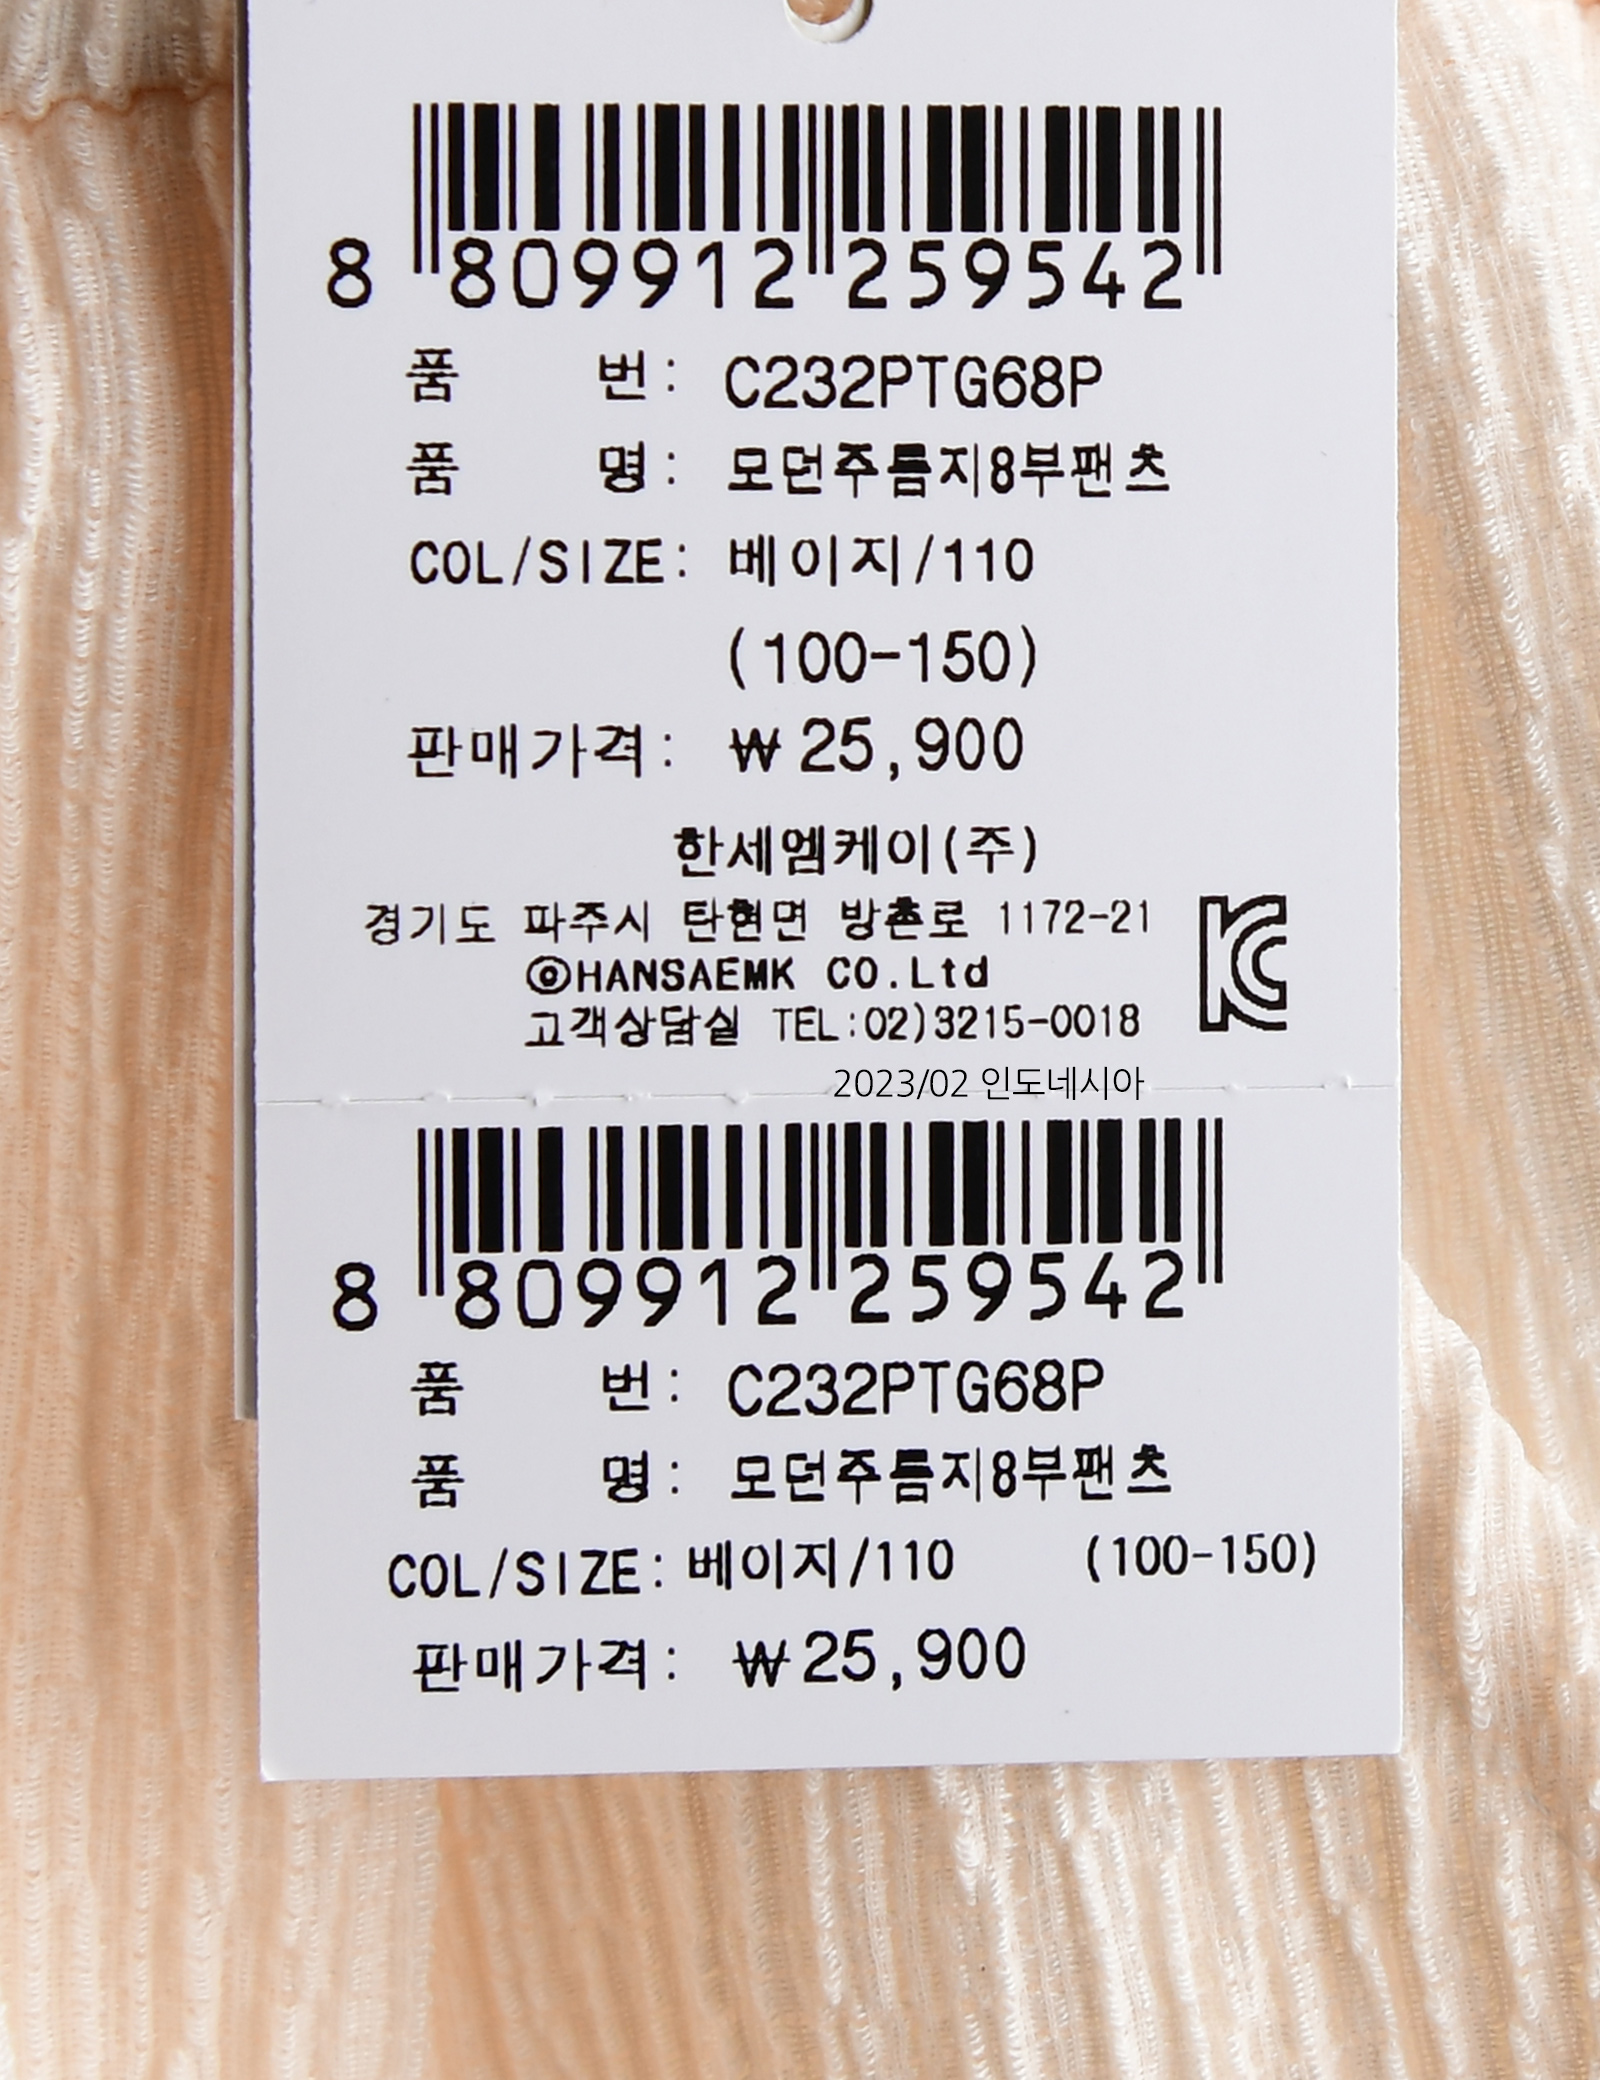 8 809912 259542
품 번: C232PTG68P
품 명: 모던주름지8부팬츠
COL/SIZE: 베이지/110
(100-150)
판매가격: ₩25,900
한세엠케이(주)
경기도 파주시 탄현면 방촌로 1172-21
©HANSAEMK CO.Ltd
고객상담실 TEL:02)3215-0018
KC
2023/02 인도네시아
8 809912 259542
품 번: C232PTG68P
품 명: 모던주름지8부팬츠
COL/SIZE: 베이지/110 (100-150)
판매가격: ₩25,900